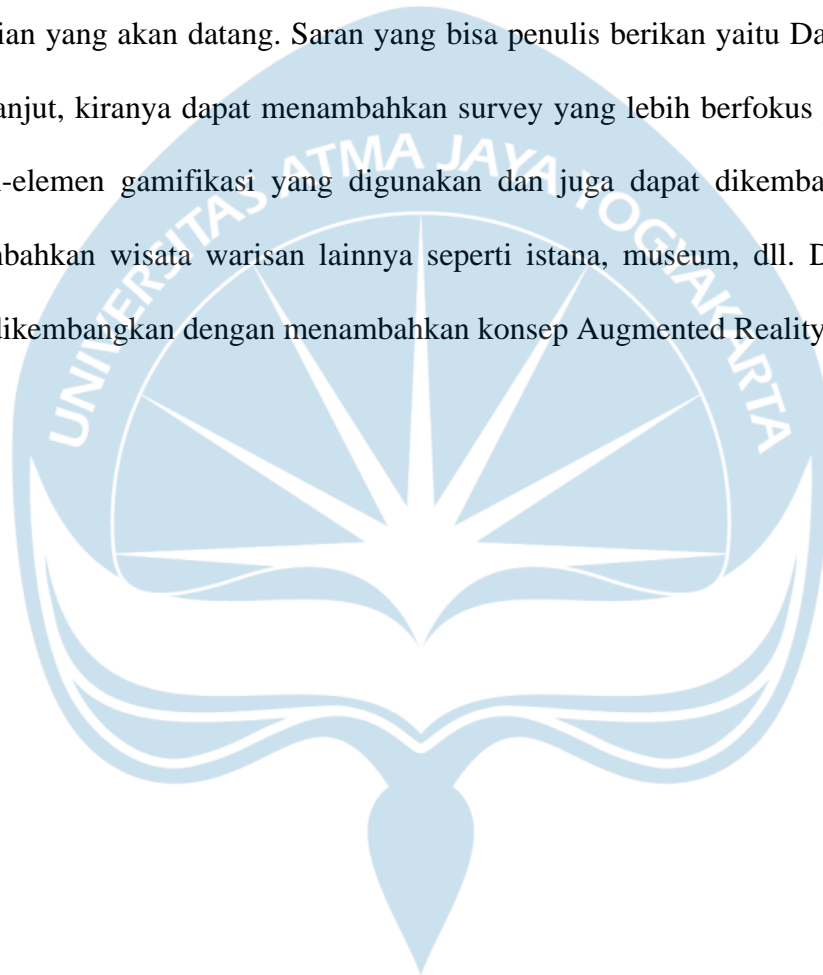 ian yang akan datang. Saran yang bisa penulis berikan yaitu Da
anjut, kiranya dapat menambahkan survey yang lebih berfokus
-elemen gamifikasi yang digunakan dan juga dapat dikemba
bahkan wisata warisan lainnya seperti istana, museum, dll. D
dikembangkan dengan menambahkan konsep Augmented Reality
UNIVERSITAS ATMA JAYA YOGYAKARTA